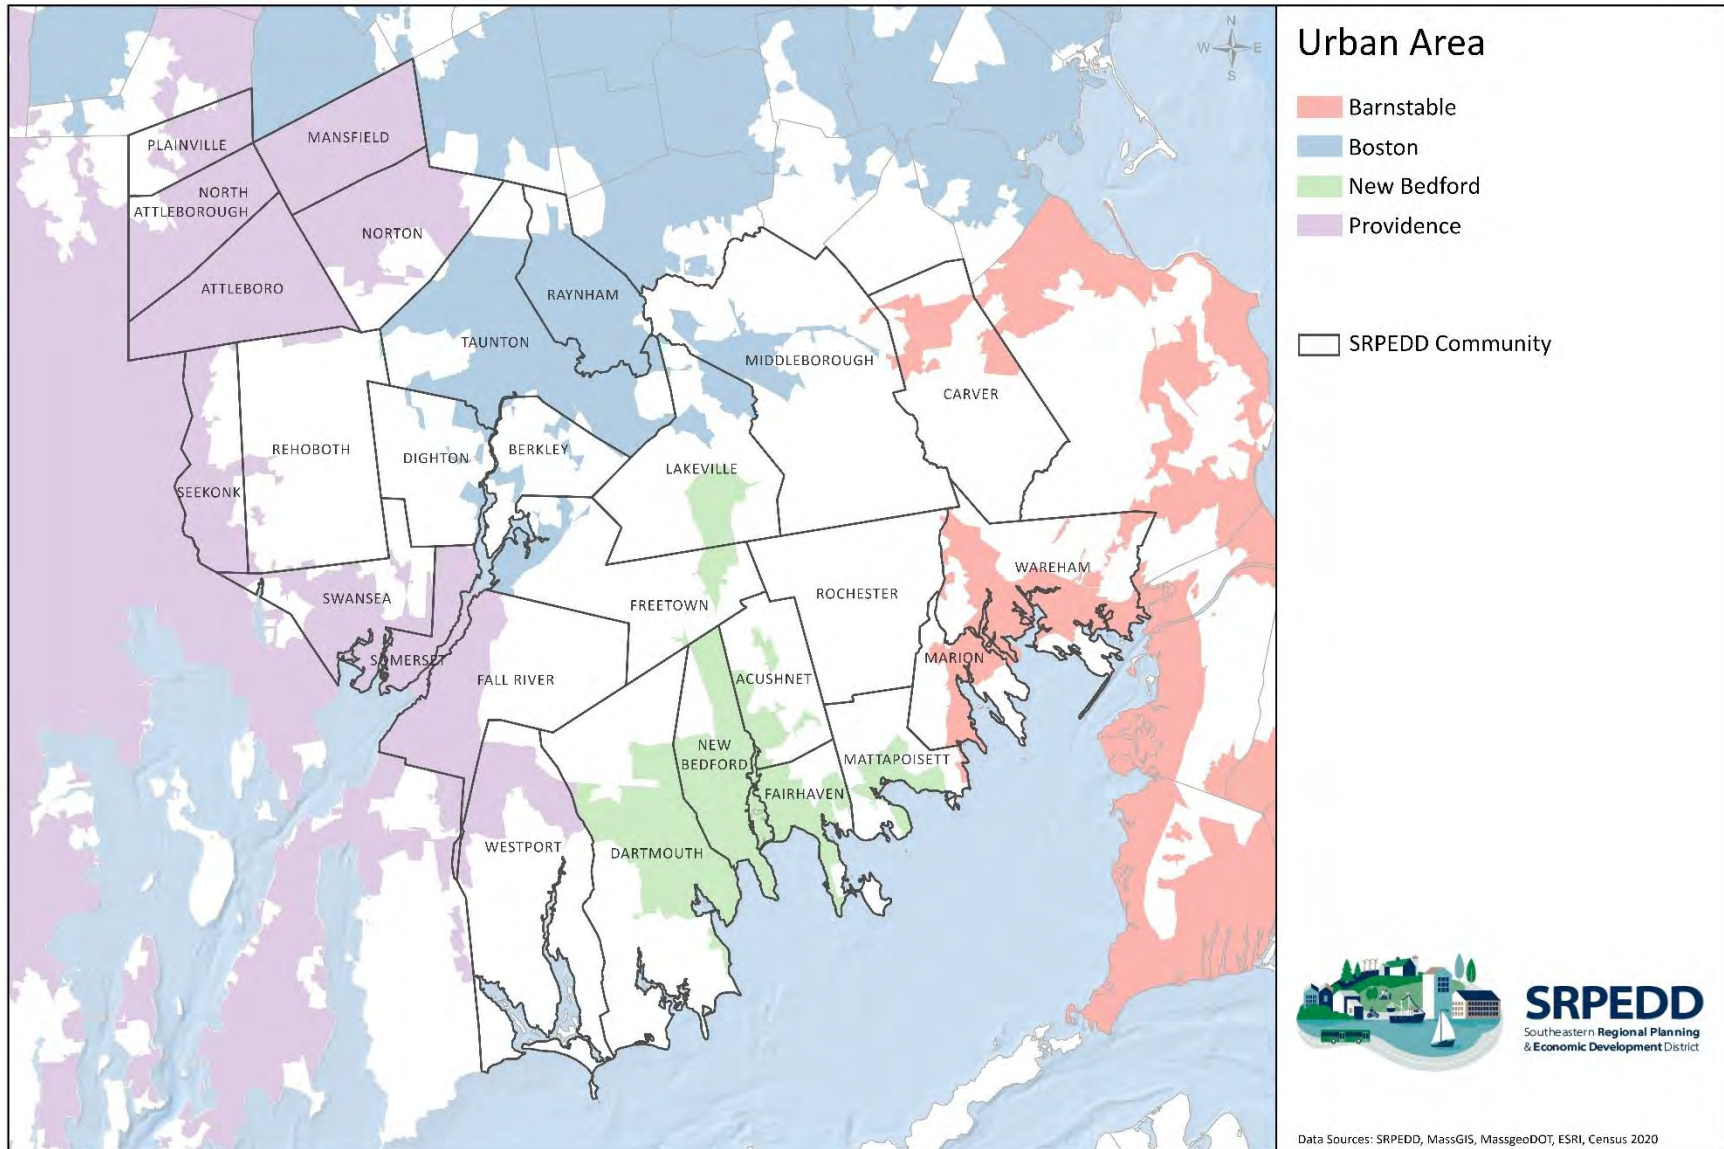 Urban Area
Barnstable
Boston
New Bedford
Providence
SRPEDD Community
N
W E
S
PLAINVILLE
MANSFIELD
NORTH
ATTLEBOROUGH
NORTON
ATTLEBORO
RAYNHAM
TAUNTON
MIDDLEBOROUGH
CARVER
REHOBOTH
DIGHTON
BERKLEY
LAKEVILLE
SEEKONK
SWANSEA
FREETOWN
ROCHESTER
WAREHAM
SOMERSET
FALL RIVER
ACUSHNET
MARION
NEW
BEDFORD
MATTAPOISETT
FAIRHAVEN
WESTPORT
DARTMOUTH
SRPEDD
Southeastern Regional Planning
& Economic Development District
Data Sources: SRPEDD, MassGIS, MassgeoDOT, ESRI, Census 2020